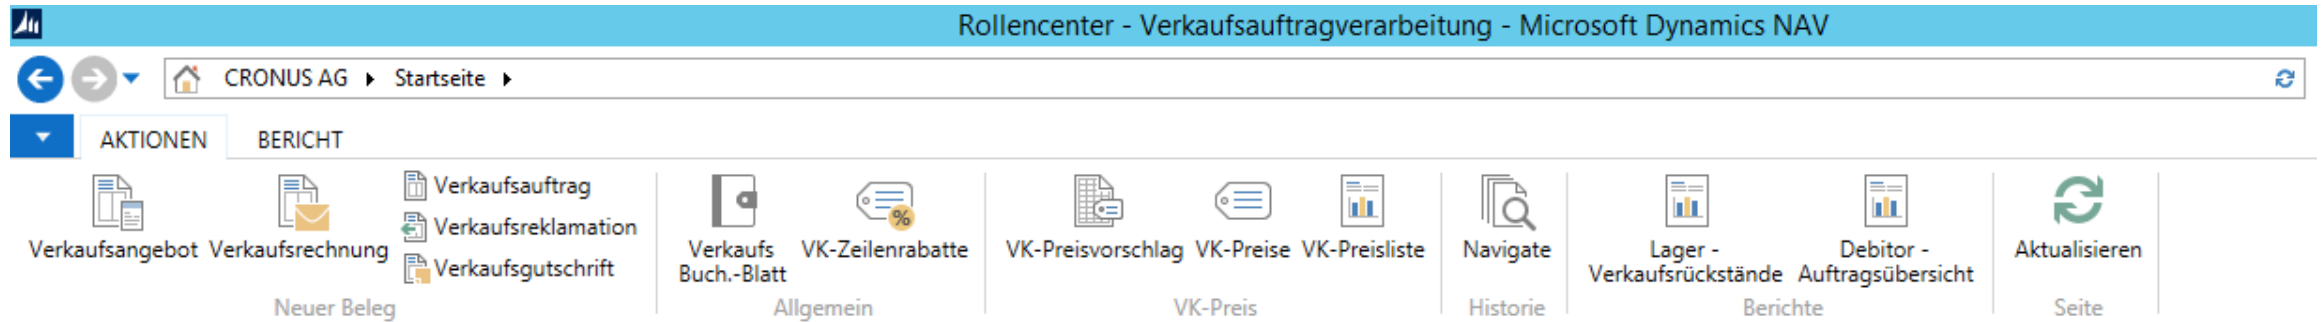 Rollencenter - Verkaufsauftragverarbeitung - Microsoft Dynamics NAV
CRONUS AG Startseite
AKTIONEN BERICHT
Verkaufsangebot
Verkaufsrechnung
Verkaufsauftrag
Verkaufsreklamation
Verkaufsgutschrift
Neuer Beleg
Verkaufs
Buch.-Blatt
VK-Zeilenrabatte
Allgemein
VK-Preisvorschlag
VK-Preise
VK-Preisliste
VK-Preis
Navigate
Historie
Lager -
Verkaufsrückstände
Debitor -
Auftragsübersicht
Berichte
Aktualisieren
Seite